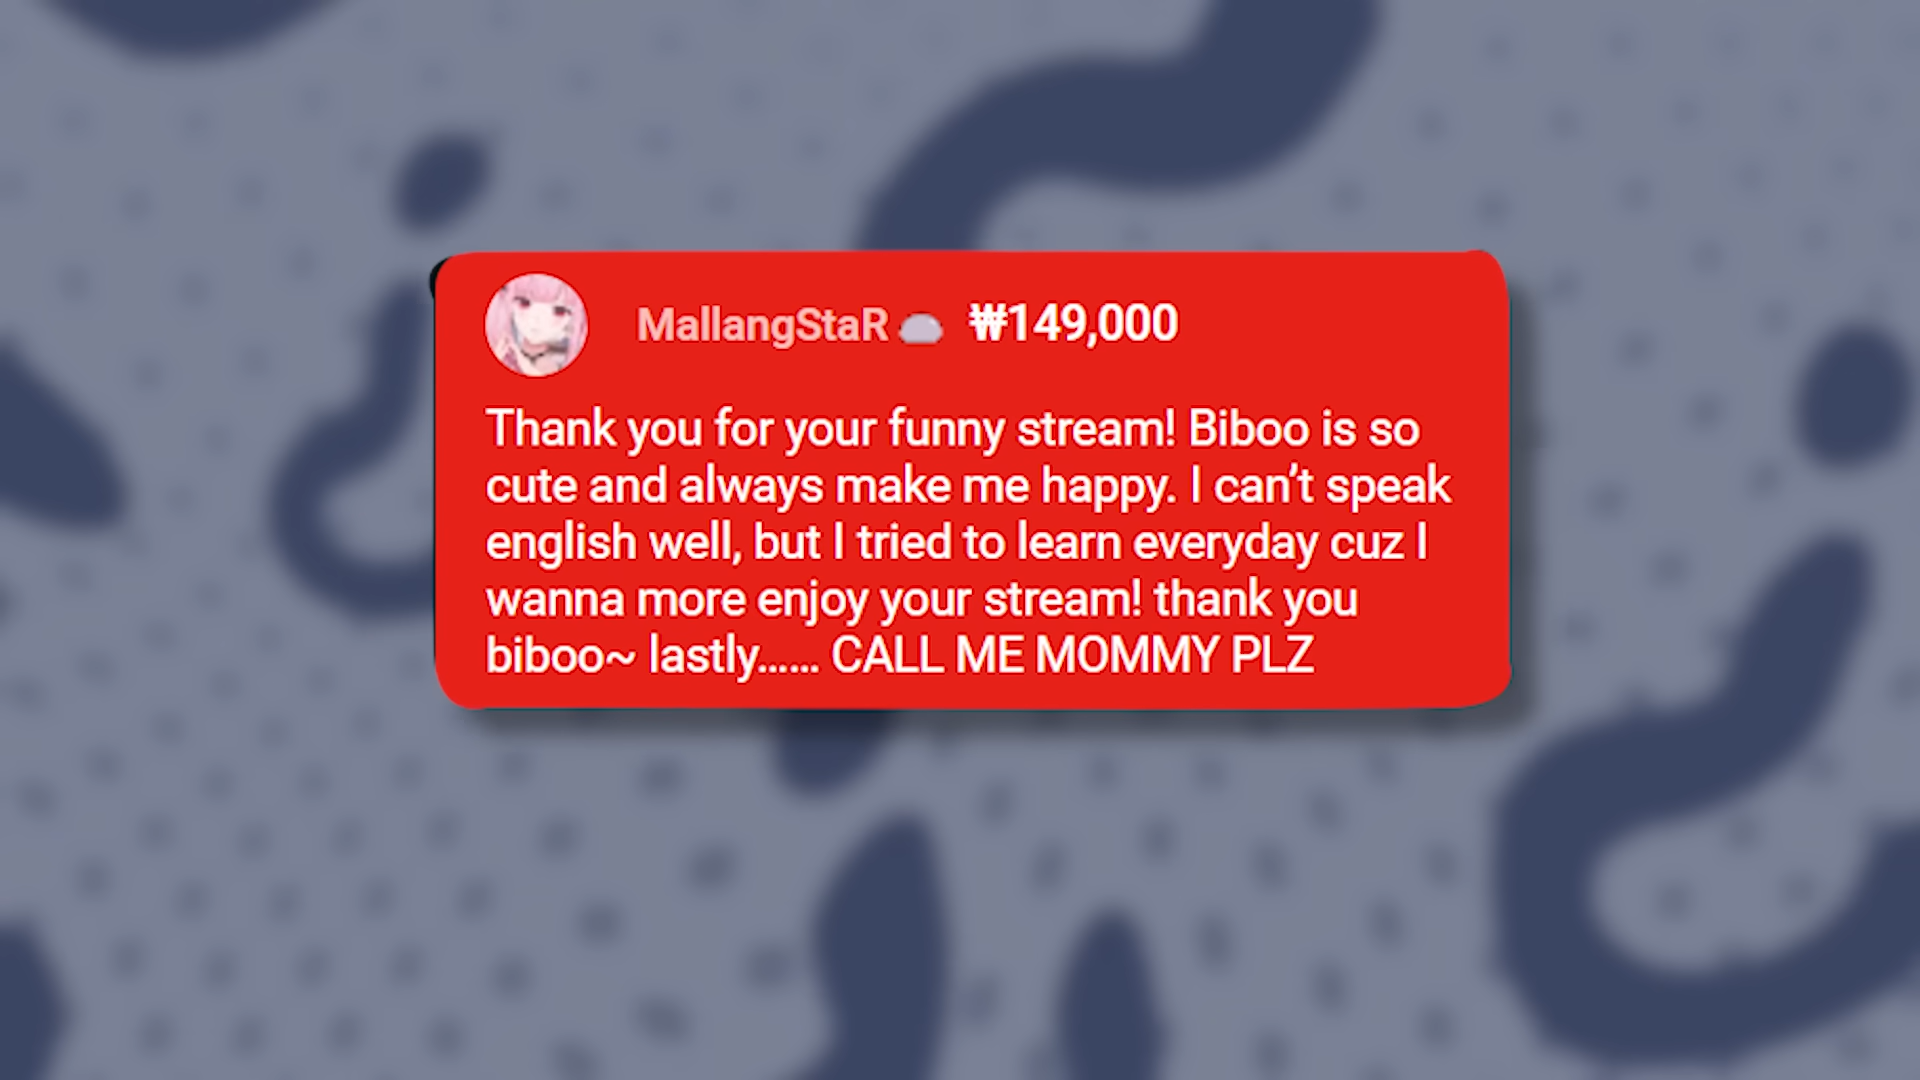 MallangStaR ₩149,000
Thank you for your funny stream! Biboo is so
cute and always make me happy. I can’t speak
english well, but I tried to learn everyday cuz I
wanna more enjoy your stream! thank you
biboo~ lastly…… CALL ME MOMMY PLZ